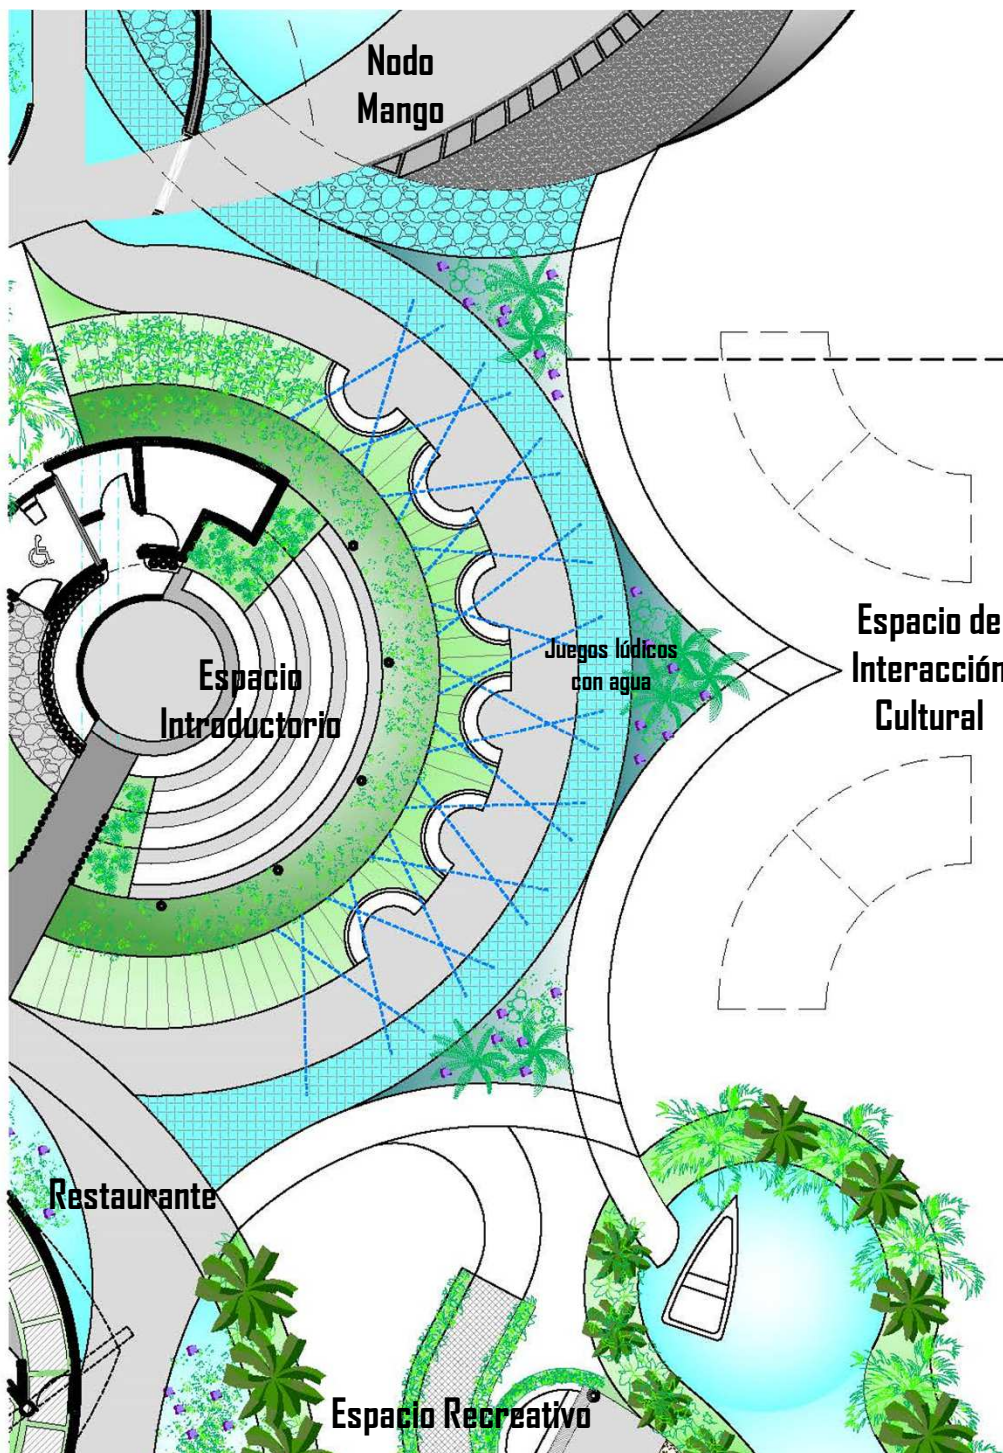 Nodo
Mango
Espacio de
Interacción
Cultural
Juegos lúdicos
con agua
Espacio
Introductorio
Restaurante
Espacio Recreativo